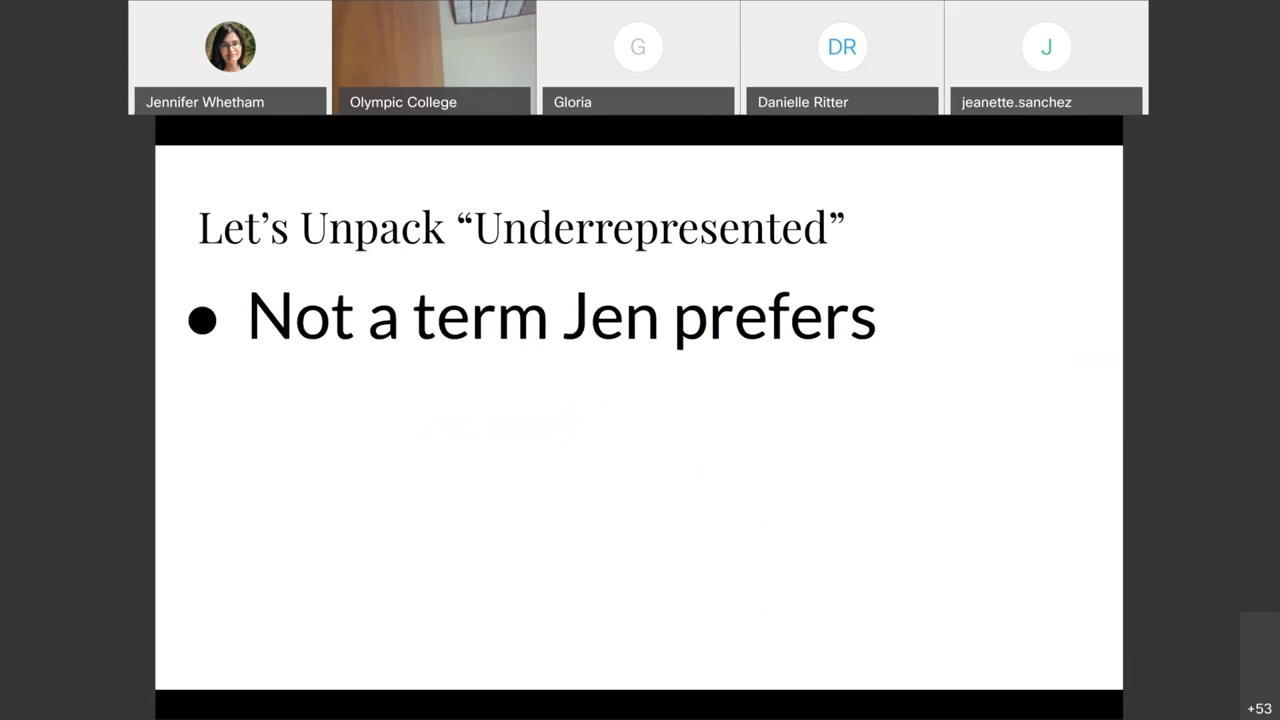 G
DR
J
Jennifer Whetham
Olympic College
Gloria
Danielle Ritter
jeanette.sanchez
Let’s Unpack “Underrepresented”
● Not a term Jen prefers
+53